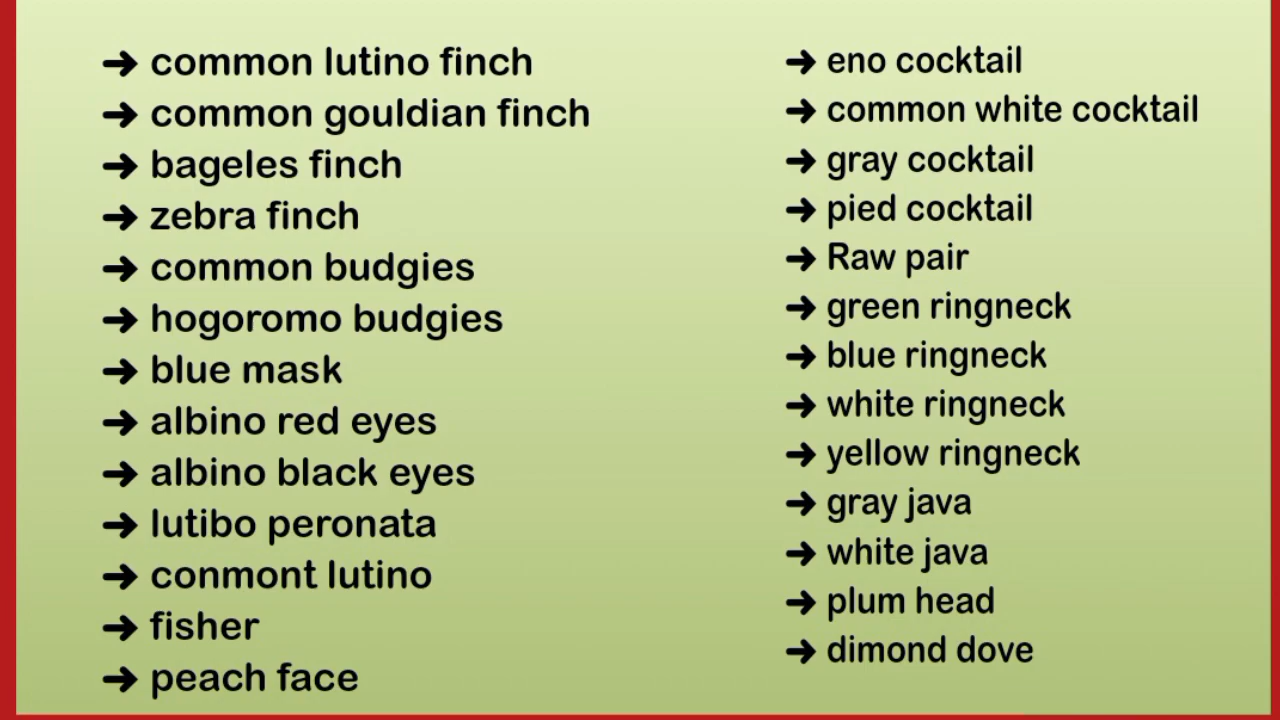 ➔ common lutino finch
➔ common gouldian finch
➔ bageles finch
➔ zebra finch
➔ common budgies
➔ hogoromo budgies
➔ blue mask
➔ albino red eyes
➔ albino black eyes
➔ lutibo peronata
➔ conmont lutino
➔ fisher
➔ peach face
➔ eno cocktail
➔ common white cocktail
➔ gray cocktail
➔ pied cocktail
➔ Raw pair
➔ green ringneck
➔ blue ringneck
➔ white ringneck
➔ yellow ringneck
➔ gray java
➔ white java
➔ plum head
➔ dimond dove